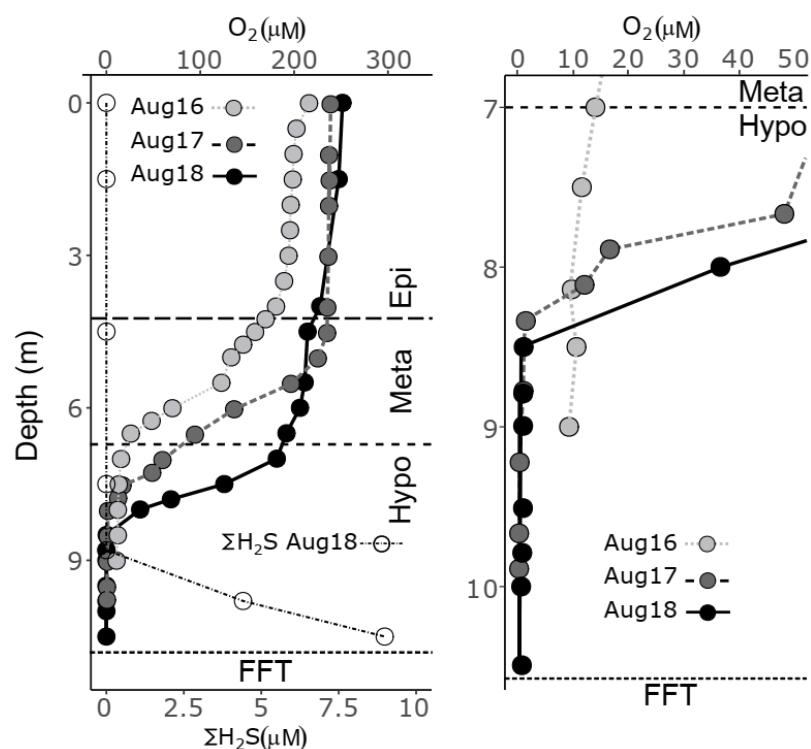 O₂(μM)
0 100 200 300
0
3
6
9
Depth (m)
Aug16
Aug17
Aug18
Epi
Meta
Hypo
ΣH₂S Aug18
FFT
0 2.5 5 7.5 10
ΣH₂S(μM)
O₂(μM)
0 10 20 30 40 50
7
8
9
10
Meta
Hypo
Aug16
Aug17
Aug18
FFT